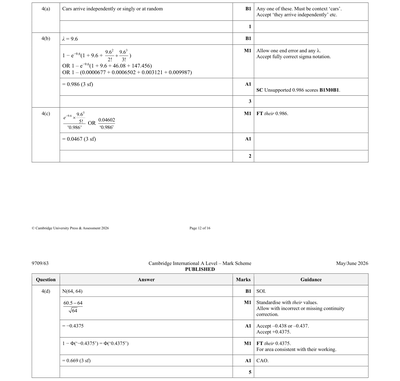 4(a) Cars arrive independently or singly or at random B1 Any one of these. Must be context ‘cars’.
Accept ‘they arrive independently’ etc.
1
4(b) λ = 9.6 B1
1 − e^−9.6(1 + 9.6 + 9.6²/2! + 9.6³/3!) M1 Allow one end error and any λ.
Accept fully correct sigma notation.
OR 1 − e^−9.6(1 + 9.6 + 46.08 + 147.456)
OR 1 − (0.0000677 + 0.0006502 + 0.003121 + 0.009987)
= 0.986 (3 sf) A1
SC Unsupported 0.986 scores B1M0B1.
3
4(c) e^−9.6 × 9.6⁵/5! / ‘0.986’ OR 0.04602/‘0.986’ M1 FT their 0.986.
= 0.0467 (3 sf) A1
2
© Cambridge University Press & Assessment 2026 Page 12 of 16
9709/63 Cambridge International A Level – Mark Scheme May/June 2026
PUBLISHED
Question Answer Marks Guidance
4(d) N(64, 64) B1 SOI.
60.5 − 64 / √64 M1 Standardise with their values.
Allow with incorrect or missing continuity
correction.
= −0.4375 A1 Accept –0.438 or –0.437.
Accept +0.4375.
1 − Φ(‘−0.4375’) = Φ(‘0.4375’) M1 FT their 0.4375.
For area consistent with their working.
= 0.669 (3 sf) A1 CAO.
5